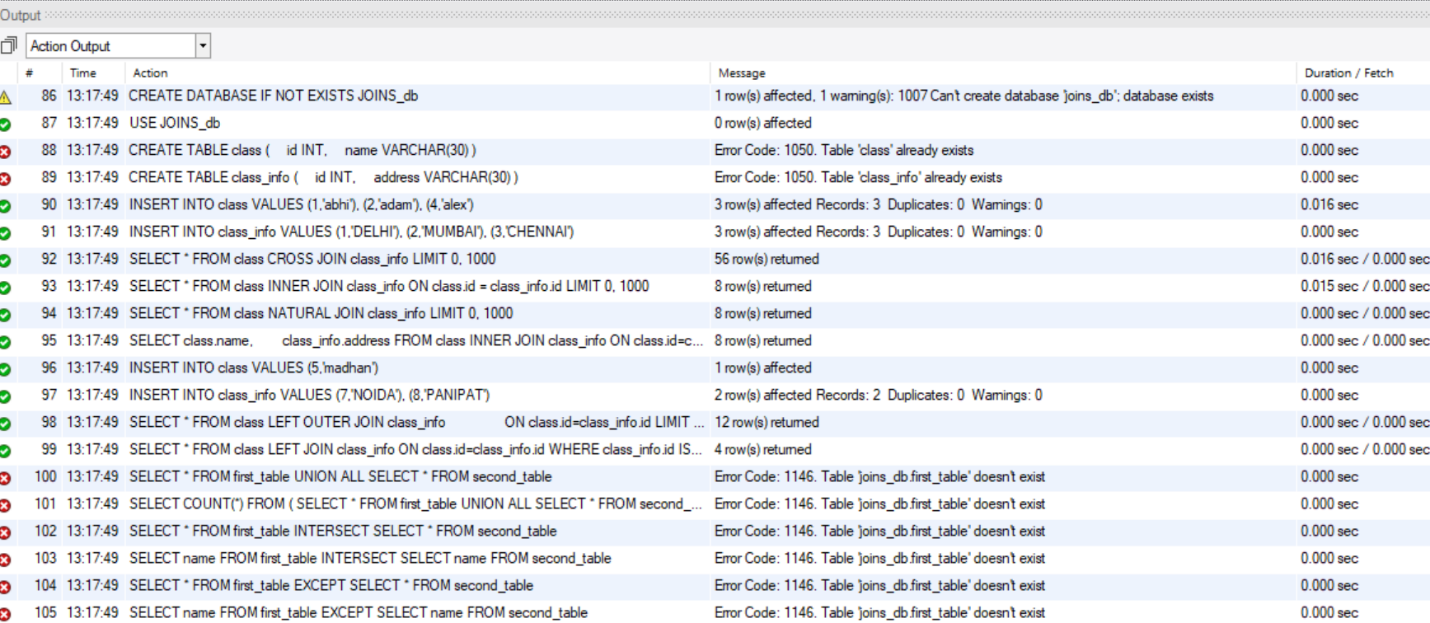 Output
Action Output
# Time Action Message Duration / Fetch
86 13:17:49 CREATE DATABASE IF NOT EXISTS JOINS_db 1 row(s) affected, 1 warning(s): 1007 Can't create database 'joins_db'; database exists 0.000 sec
87 13:17:49 USE JOINS_db 0 row(s) affected 0.000 sec
88 13:17:49 CREATE TABLE class ( id INT, name VARCHAR(30) ) Error Code: 1050. Table 'class' already exists 0.000 sec
89 13:17:49 CREATE TABLE class_info ( id INT, address VARCHAR(30) ) Error Code: 1050. Table 'class_info' already exists 0.000 sec
90 13:17:49 INSERT INTO class VALUES (1,'abhi'), (2,'adam'), (4,'alex') 3 row(s) affected Records: 3 Duplicates: 0 Warnings: 0 0.016 sec
91 13:17:49 INSERT INTO class_info VALUES (1,'DELHI'), (2,'MUMBAI'), (3,'CHENNAI') 3 row(s) affected Records: 3 Duplicates: 0 Warnings: 0 0.000 sec
92 13:17:49 SELECT * FROM class CROSS JOIN class_info LIMIT 0, 1000 56 row(s) returned 0.016 sec / 0.000 sec
93 13:17:49 SELECT * FROM class INNER JOIN class_info ON class.id = class_info.id LIMIT 0, 1000 8 row(s) returned 0.015 sec / 0.000 sec
94 13:17:49 SELECT * FROM class NATURAL JOIN class_info LIMIT 0, 1000 8 row(s) returned 0.000 sec / 0.000 sec
95 13:17:49 SELECT class.name, class_info.address FROM class INNER JOIN class_info ON class.id=c... 8 row(s) returned 0.000 sec / 0.000 sec
96 13:17:49 INSERT INTO class VALUES (5,'madhan') 1 row(s) affected 0.000 sec
97 13:17:49 INSERT INTO class_info VALUES (7,'NOIDA'), (8,'PANIPAT') 2 row(s) affected Records: 2 Duplicates: 0 Warnings: 0 0.000 sec
98 13:17:49 SELECT * FROM class LEFT OUTER JOIN class_info ON class.id=class_info.id LIMIT ... 12 row(s) returned 0.000 sec / 0.000 sec
99 13:17:49 SELECT * FROM class LEFT JOIN class_info ON class.id=class_info.id WHERE class_info.id IS... 4 row(s) returned 0.000 sec / 0.000 sec
100 13:17:49 SELECT * FROM first_table UNION ALL SELECT * FROM second_table Error Code: 1146. Table 'joins_db.first_table' doesn't exist 0.000 sec
101 13:17:49 SELECT COUNT(*) FROM ( SELECT * FROM first_table UNION ALL SELECT * FROM second_... Error Code: 1146. Table 'joins_db.first_table' doesn't exist 0.000 sec
102 13:17:49 SELECT * FROM first_table INTERSECT SELECT * FROM second_table Error Code: 1146. Table 'joins_db.first_table' doesn't exist 0.000 sec
103 13:17:49 SELECT name FROM first_table INTERSECT SELECT name FROM second_table Error Code: 1146. Table 'joins_db.first_table' doesn't exist 0.000 sec
104 13:17:49 SELECT * FROM first_table EXCEPT SELECT * FROM second_table Error Code: 1146. Table 'joins_db.first_table' doesn't exist 0.000 sec
105 13:17:49 SELECT name FROM first_table EXCEPT SELECT name FROM second_table Error Code: 1146. Table 'joins_db.first_table' doesn't exist 0.000 sec